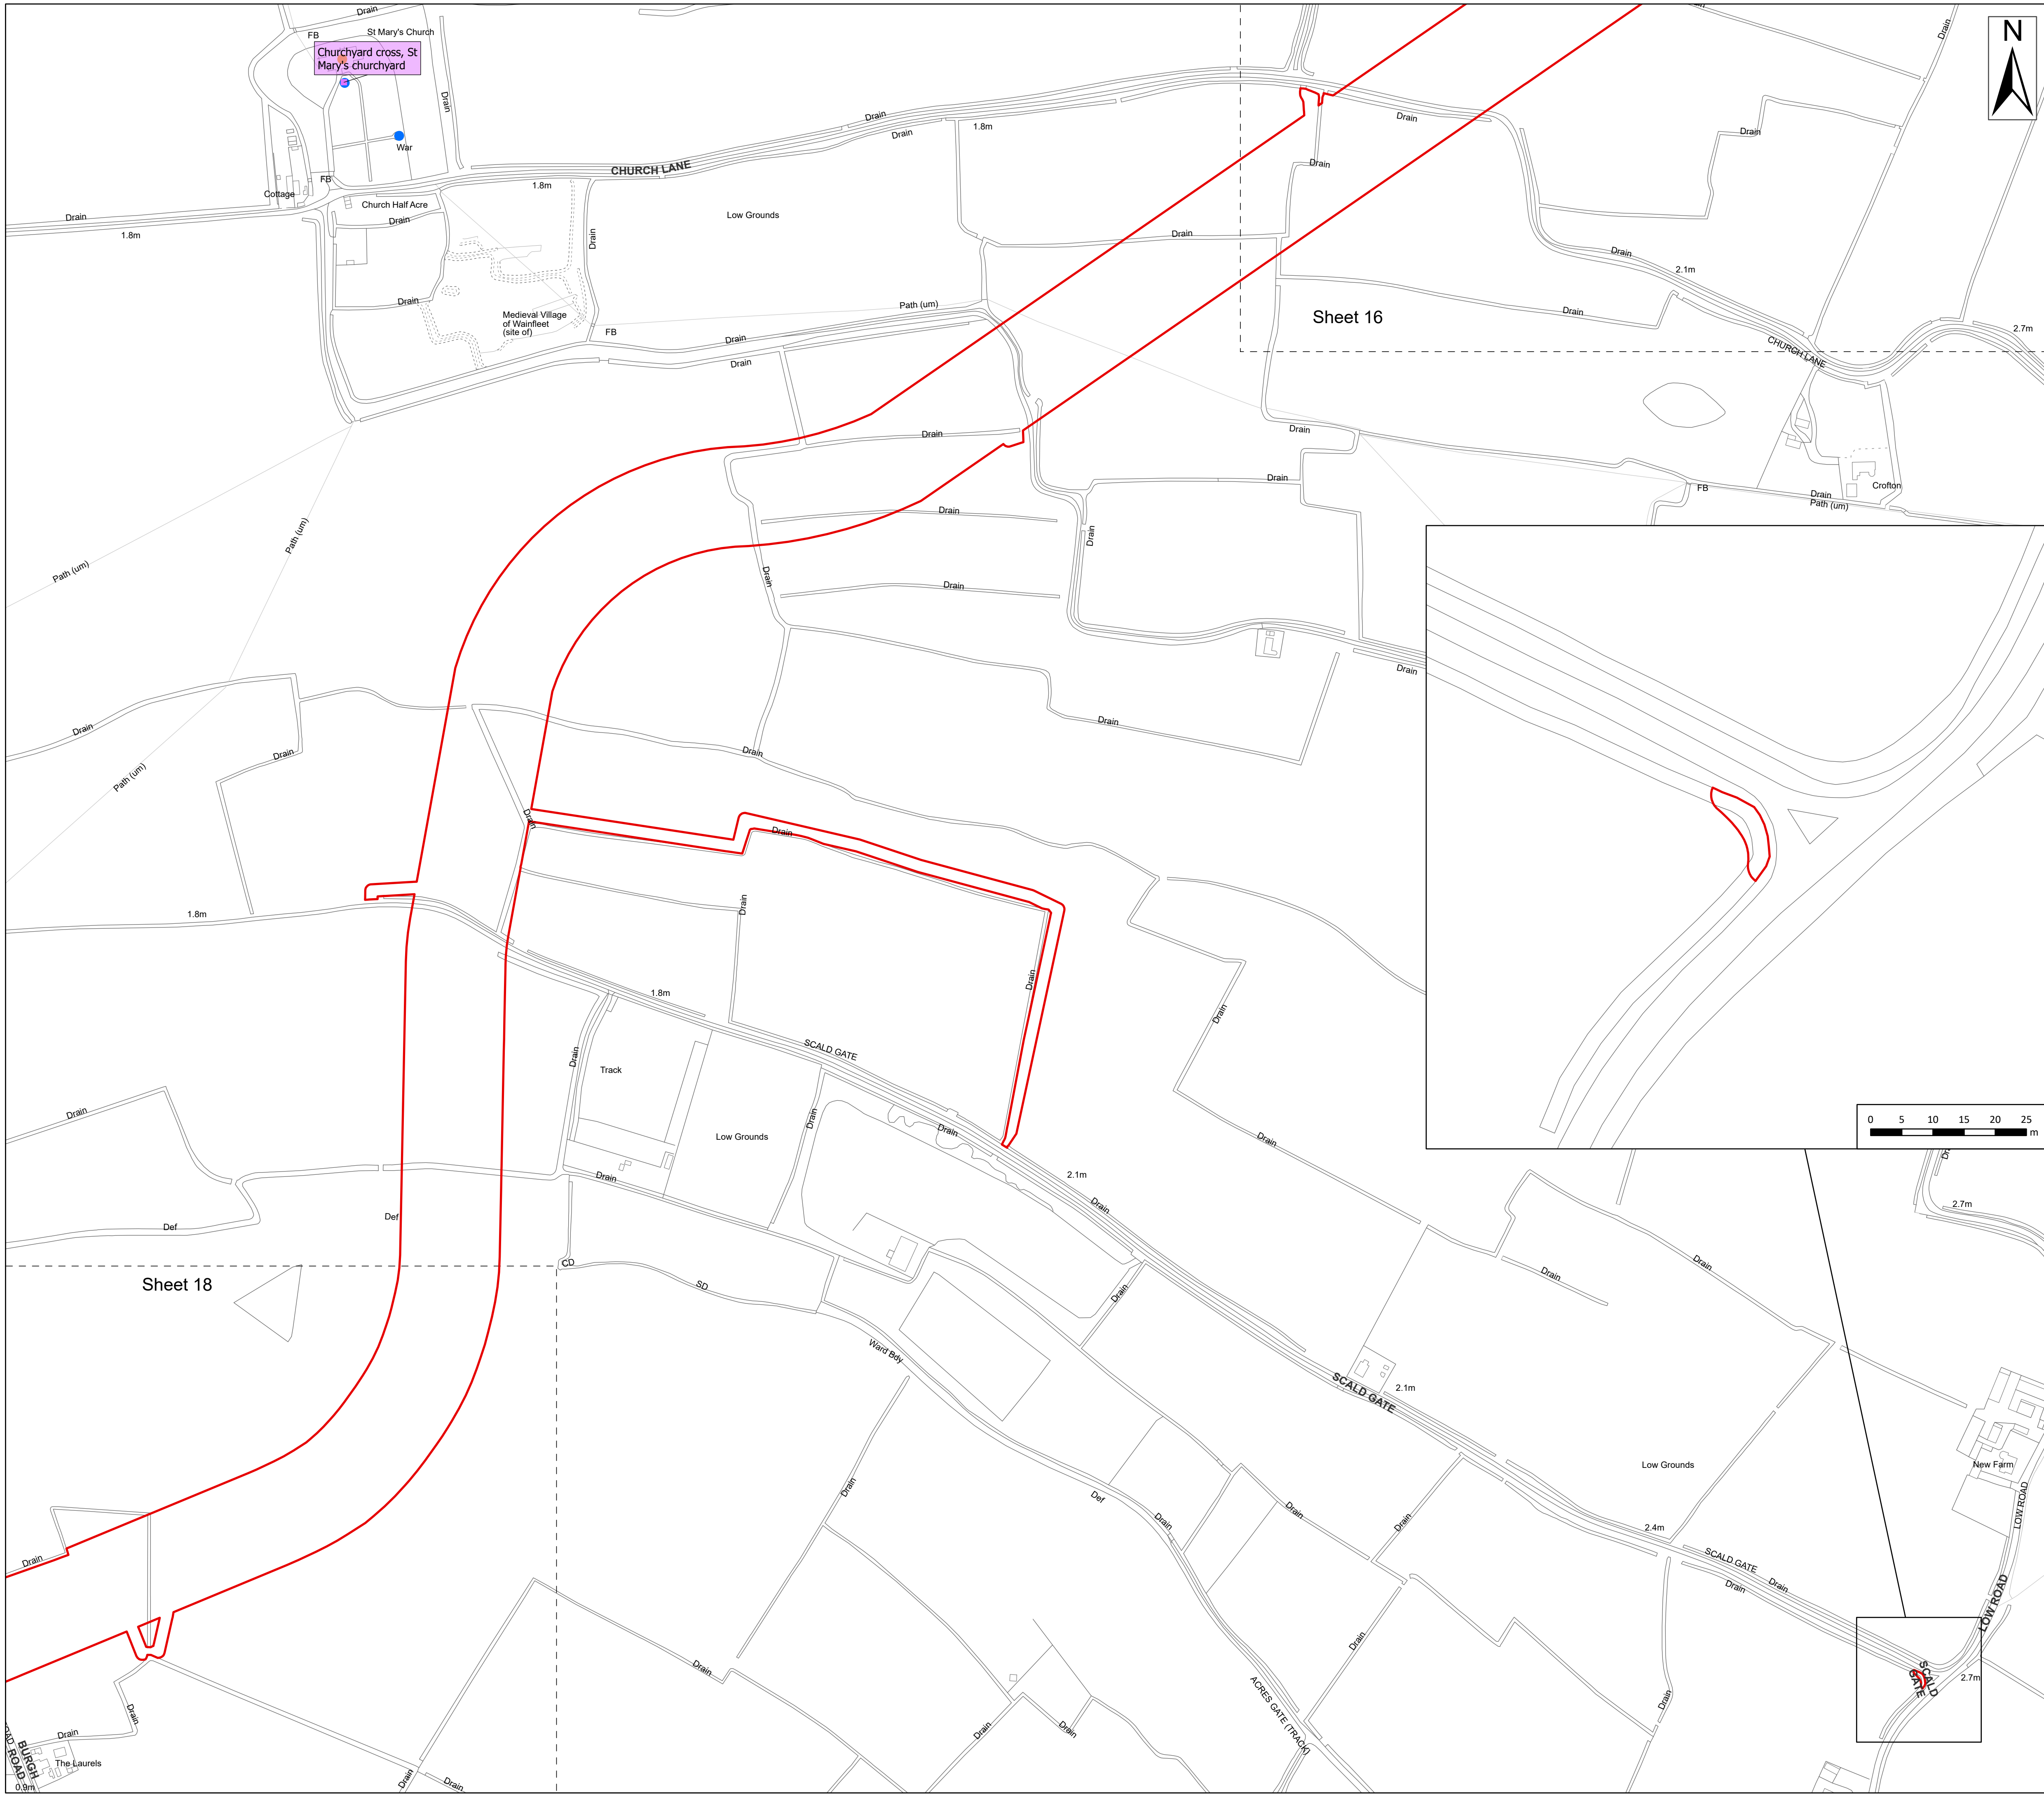 Drain
FB
St Mary's Church
Churchyard cross, St
Mary's churchyard
N
Drain
Drain
War
Drain
Drain
1.8m
Drain
Drain
Drain
CHURCH LANE
FB
Cottage
1.8m
Church Half Acre
Drain
Drain
1.8m
Low Grounds
Drain
Drain
Drain
2.1m
Drain
Path (um)
Drain
Medieval Village
of Wainfleet
(site of)
FB
Sheet 16
Drain
2.7m
Drain
Drain
CHURCH LANE
Drain
Drain
Drain
FB
Crofton
Drain
Path (um)
Path (um)
Path (um)
Drain
Drain
Drain
Drain
Drain
Drain
Drain
Drain
Drain
Path (um)
Drain
Drain
Drain
1.8m
Drain
Drain
1.8m
Drain
SCALD GATE
Drain
Track
Drain
Drain
Low Grounds
Drain
Drain
Drain
2.1m
Drain
Def
Def
0 5 10 15 20 25
m
2.7m
Sheet 18
CD
SD
Drain
Drain
Drain
Ward Bdy
SCALD GATE
2.1m
Low Grounds
New Farm
LOW ROAD
Drain
Def
Drain
Drain
Drain
2.4m
SCALD GATE
Drain
Drain
LOW ROAD
Drain
Drain
Drain
SCALD
GATE
2.7m
Drain
ACRES GATE (TRACK)
Drain
Drain
Drain
Drain
BURGH
ROAD
The Laurels
0.9m
Drain
Drain